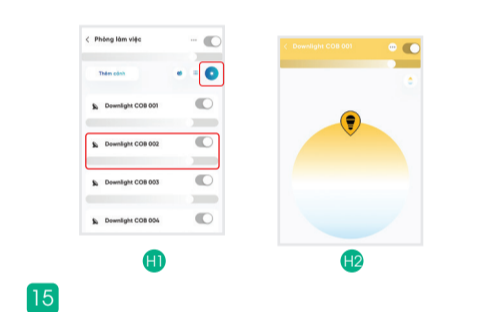 Phòng làm việc
Thêm cảnh
Downlight COB 001
Downlight COB 002
Downlight COB 003
Downlight COB 004
H1
Downlight COB 001
H2
15